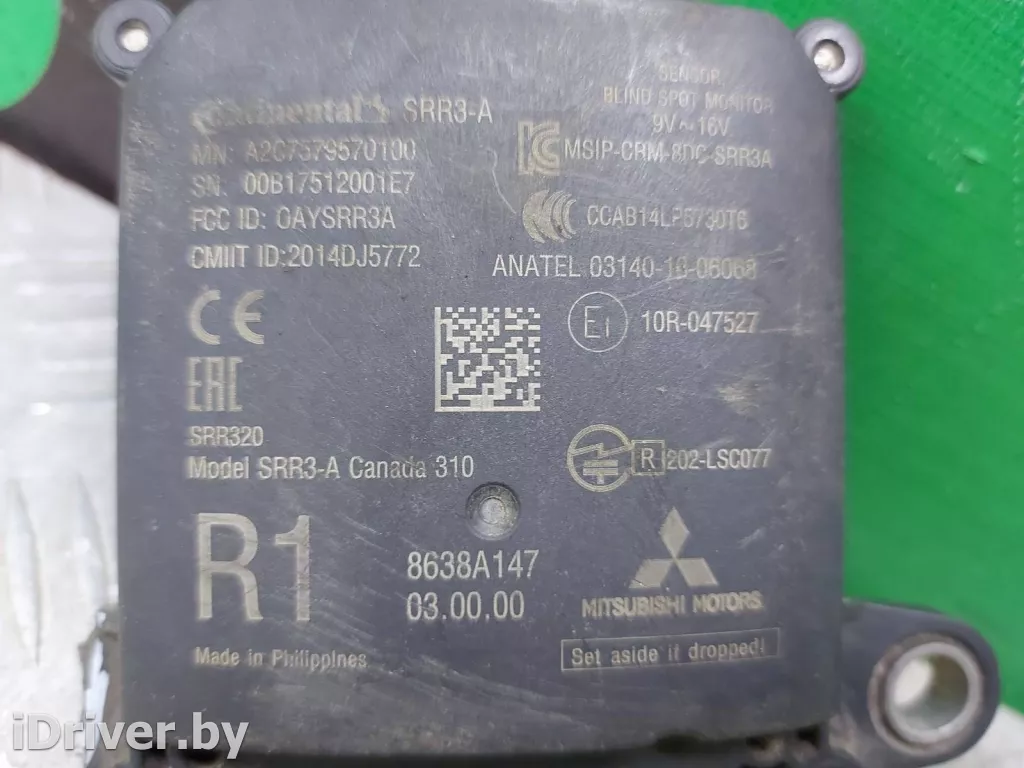 Continental SRR3-A
MN: A2C7579570100
SN: 00B17512001E7
FCC ID: OAYSRR3A
CMIIT ID:2014DJ5772
SENSOR
BLIND SPOT MONITOR
9V~16V
MSIP-CRM-8DC-SRR3A
CCAB14LP5730T6
ANATEL 03140-16-06068
CE
E1 10R-047527
EAC
SRR320
Model SRR3-A Canada 310
R 202-LSC077
R1
8638A147
03.00.00
MITSUBISHI MOTORS
Made in Philippines
Set aside if dropped!
iDriver.by